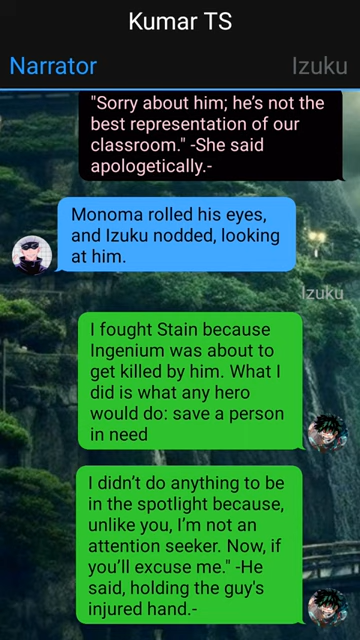 Kumar TS
Narrator
Izuku
"Sorry about him; he's not the
best representation of our
classroom." -She said
apologetically.-
Monoma rolled his eyes,
and Izuku nodded, looking
at him.
Izuku
I fought Stain because
Ingenium was about to
get killed by him. What I
did is what any hero
would do: save a person
in need
I didn't do anything to be
in the spotlight because,
unlike you, I'm not an
attention seeker. Now, if
you'll excuse me." -He
said, holding the guy's
injured hand.-